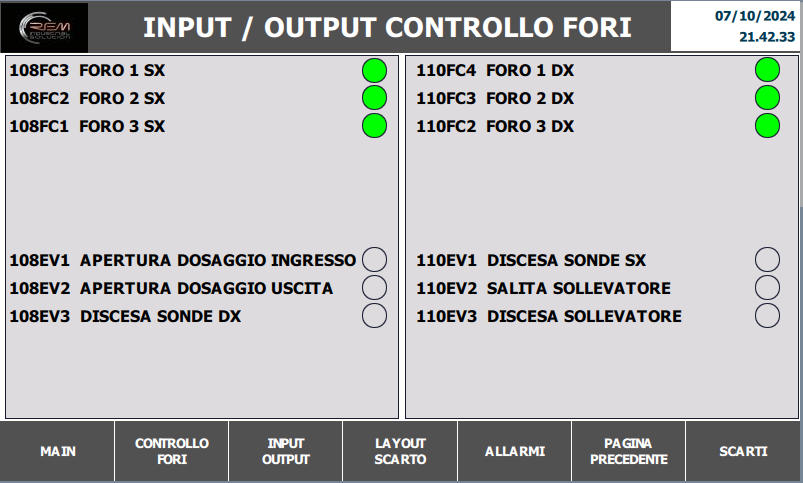 REM
INDUSTRIAL
SOLUTION
INPUT / OUTPUT CONTROLLO FORI
07/10/2024
21.42.33
108FC3 FORO 1 SX
108FC2 FORO 2 SX
108FC1 FORO 3 SX
108EV1 APERTURA DOSAGGIO INGRESSO
108EV2 APERTURA DOSAGGIO USCITA
108EV3 DISCESA SONDE DX
110FC4 FORO 1 DX
110FC3 FORO 2 DX
110FC2 FORO 3 DX
110EV1 DISCESA SONDE SX
110EV2 SALITA SOLLEVATORE
110EV3 DISCESA SOLLEVATORE
MAIN
CONTROLLO
FORI
INPUT
OUTPUT
LAYOUT
SCARTO
ALLARMI
PAGINA
PRECEDENTE
SCARTI